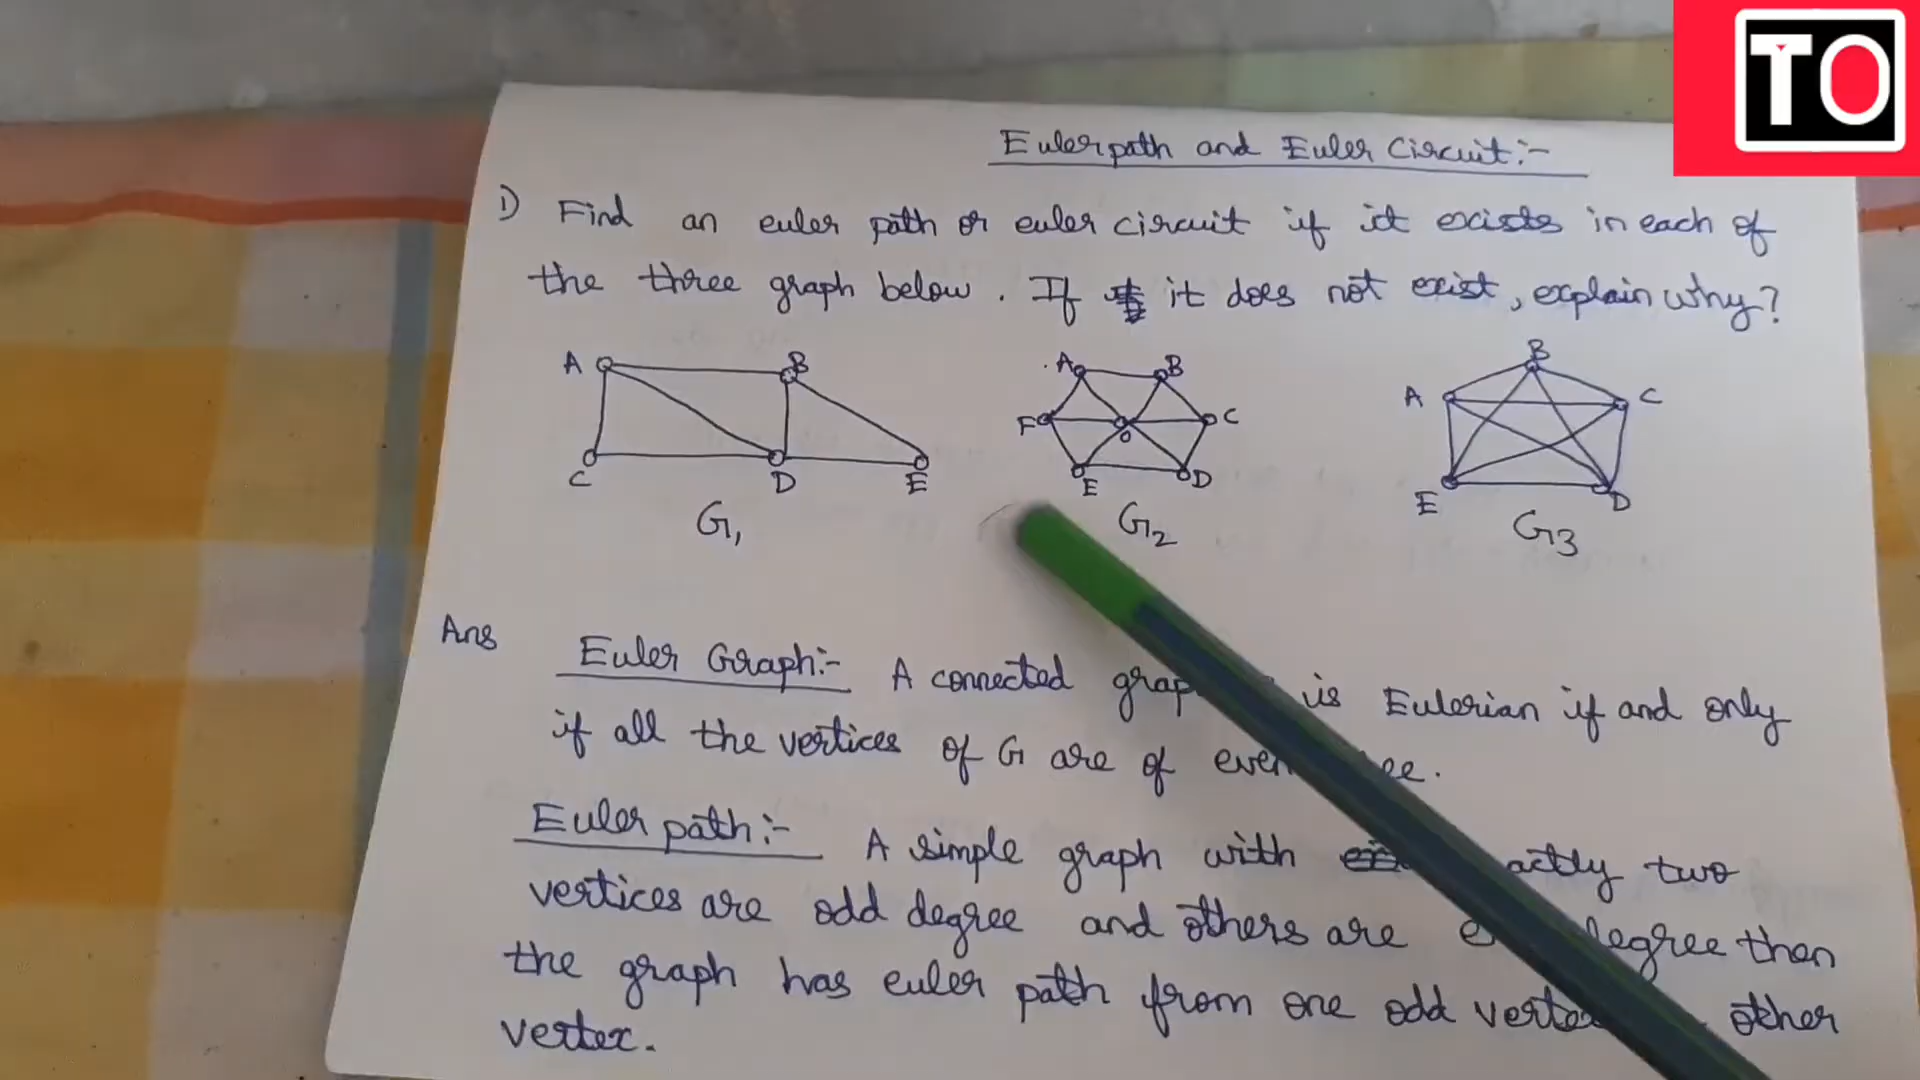 TO
Euler path and Euler Circuit:-
1) Find an euler path or euler circuit if it exists in each of
the three graph below. If it does not exist, explain why?
A B C D E
G1
A B C D E F O
G2
A B C D E
G3
Ans
Euler Graph:- A connected is Eulerian if and only
if all the vertices of G are of
Euler path:- A simple graph with two
vertices are odd degree and others are then
the graph has euler path from one odd other
vertex.